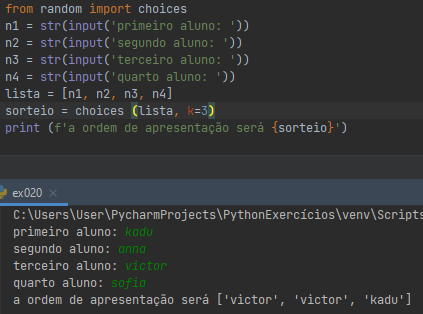 from random import choices
n1 = str(input('primeiro aluno: '))
n2 = str(input('segundo aluno: '))
n3 = str(input('terceiro aluno: '))
n4 = str(input('quarto aluno: '))
lista = [n1, n2, n3, n4]
sorteio = choices (lista, k=3)
print (f'a ordem de apresentação será {sorteio}')
ex020 ×
C:\Users\User\PycharmProjects\PythonExercícios\venv\Scripts
primeiro aluno: kadu
segundo aluno: anna
terceiro aluno: victor
quarto aluno: sofia
a ordem de apresentação será ['victor', 'victor', 'kadu']